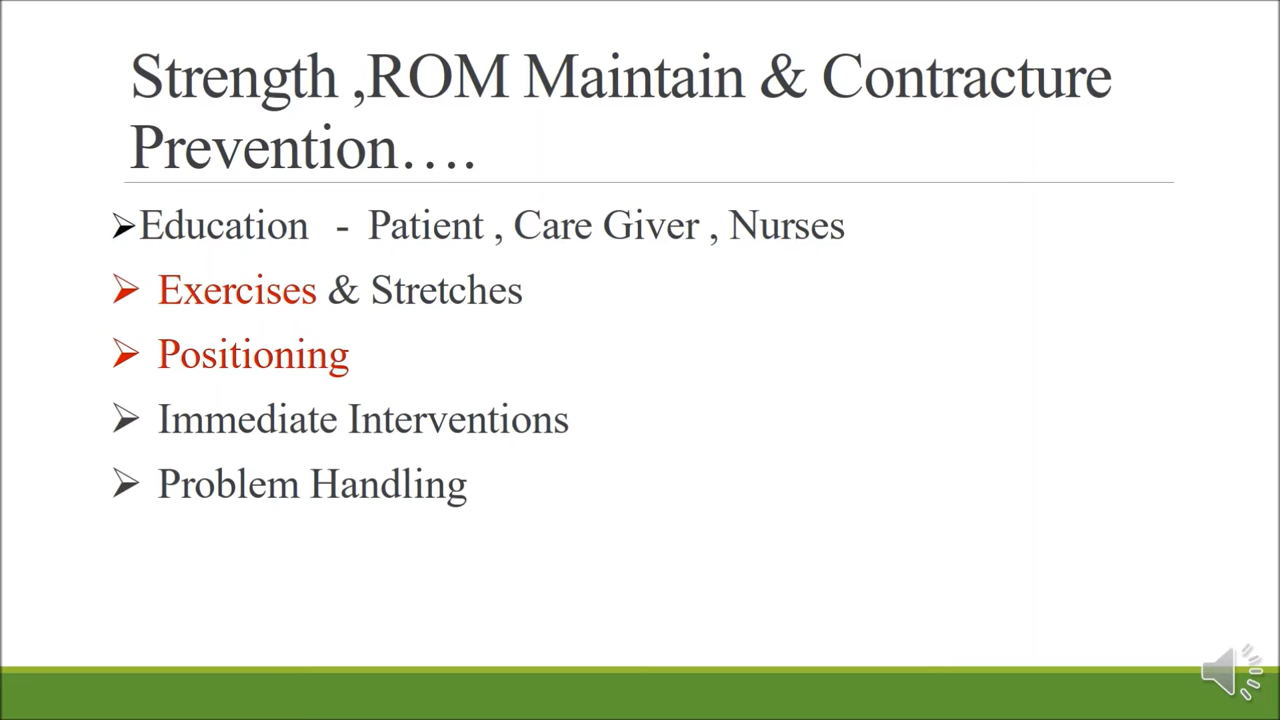 Strength ,ROM Maintain & Contracture
Prevention….
➢Education - Patient , Care Giver , Nurses
➢ Exercises & Stretches
➢ Positioning
➢ Immediate Interventions
➢ Problem Handling